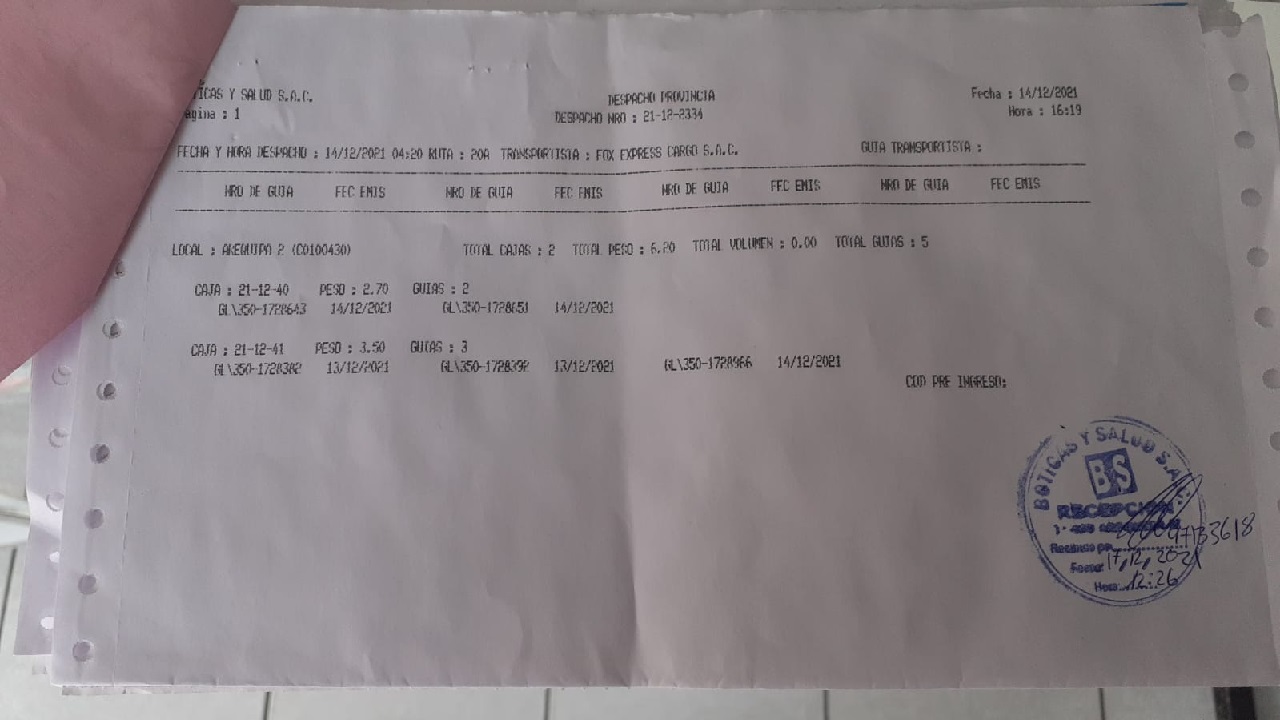 TICAS Y SALUD S.A.C. DESPACHO PROVINCIA Fecha : 14/12/2021
agina : 1 DESPACHO NRO : 21-12-2334 Hora : 16:19
FECHA Y HORA DESPACHO : 14/12/2021 04:20 RUTA : 20A TRANSPORTISTA : FOX EXPRESS CARGO S.A.C. GUIA TRANSPORTISTA :
NRO DE GUIA FEC EMIS NRO DE GUIA FEC EMIS NRO DE GUIA FEC EMIS NRO DE GUIA FEC EMIS
LOCAL : AREQUIPA 2 (C0100430) TOTAL CAJAS : 2 TOTAL PESO : 6.20 TOTAL VOLUMEN : 0.00 TOTAL GUIAS : 5
CAJA : 21-12-40 PESO : 2.70 GUIAS : 2
GL\350-1728643 14/12/2021 GL\350-1728651 14/12/2021
CAJA : 21-12-41 PESO : 3.50 GUIAS : 3
GL\350-1728382 13/12/2021 GL\350-1728392 13/12/2021 GL\350-1728966 14/12/2021
COD PRE INGRESO:
BOTICAS Y SALUD S.A.
BS
RECEPCION
47133618
Fecha: 17,12,2021
Hora: 12:26